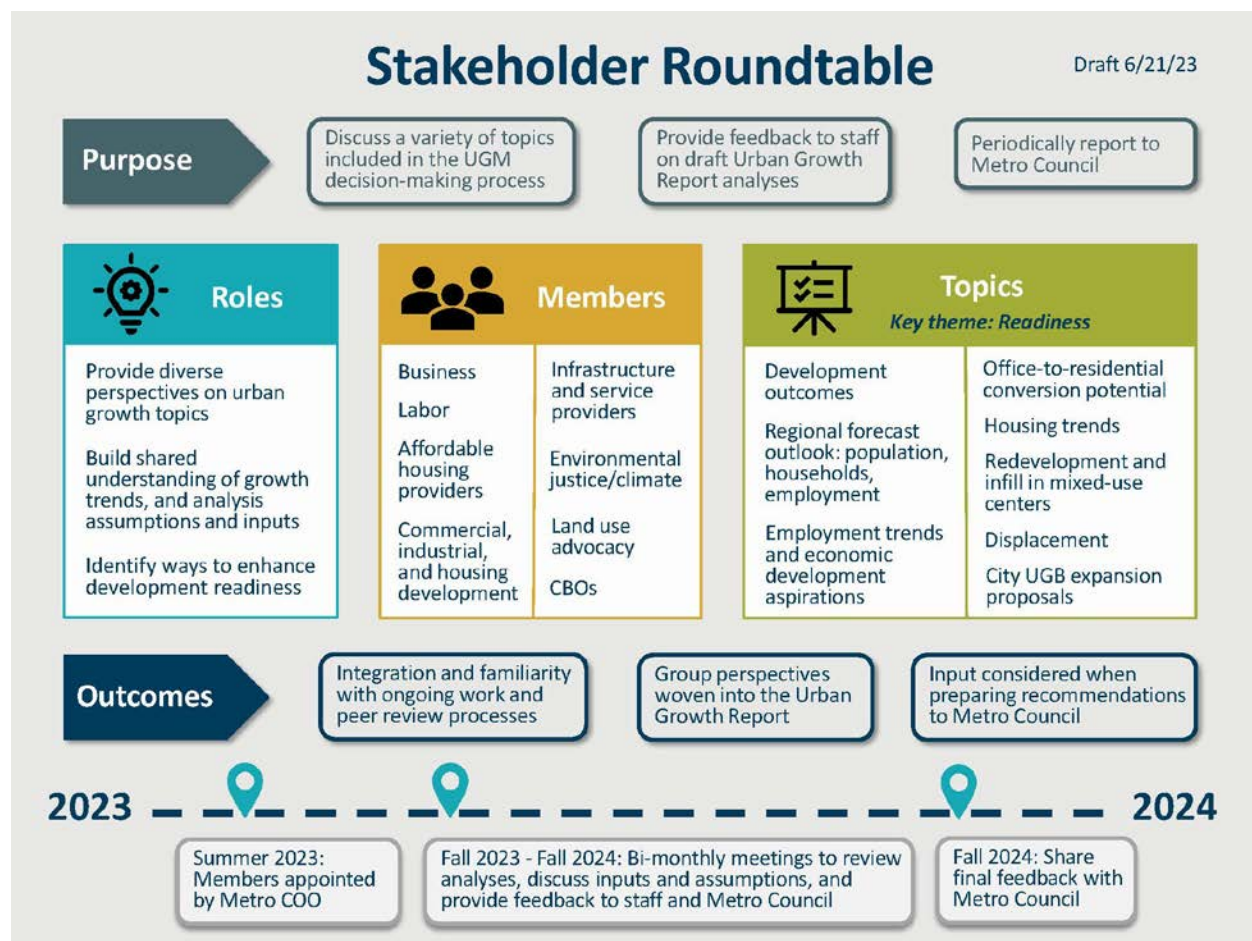 Stakeholder Roundtable
Draft 6/21/23
Purpose
Discuss a variety of topics
included in the UGM
decision-making process
Provide feedback to staff
on draft Urban Growth
Report analyses
Periodically report to
Metro Council
Roles
Provide diverse
perspectives on urban
growth topics
Build shared
understanding of growth
trends, and analysis
assumptions and inputs
Identify ways to enhance
development readiness
Members
Business
Labor
Affordable
housing
providers
Commercial,
industrial,
and housing
development
Infrastructure
and service
providers
Environmental
justice/climate
Land use
advocacy
CBOs
Topics
Key theme: Readiness
Development
outcomes
Regional forecast
outlook: population,
households,
employment
Employment trends
and economic
development
aspirations
Office-to-residential
conversion potential
Housing trends
Redevelopment and
infill in mixed-use
centers
Displacement
City UGB expansion
proposals
Outcomes
Integration and familiarity
with ongoing work and
peer review processes
Group perspectives
woven into the Urban
Growth Report
Input considered when
preparing recommendations
to Metro Council
2023
2024
Summer 2023:
Members appointed
by Metro COO
Fall 2023 - Fall 2024: Bi-monthly meetings to review
analyses, discuss inputs and assumptions, and
provide feedback to staff and Metro Council
Fall 2024: Share
final feedback with
Metro Council